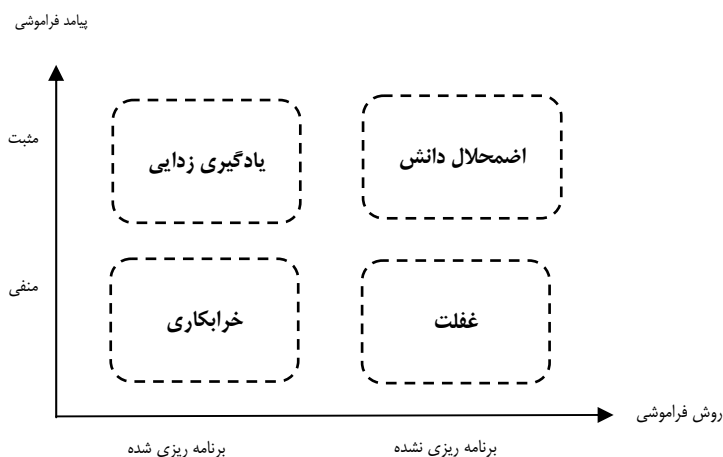 پیامد فراموشی
مثبت
یادگیری زدایی
اضمحلال دانش
منفی
خرابکاری
غفلت
روش فراموشی
برنامه ریزی شده
برنامه ریزی نشده